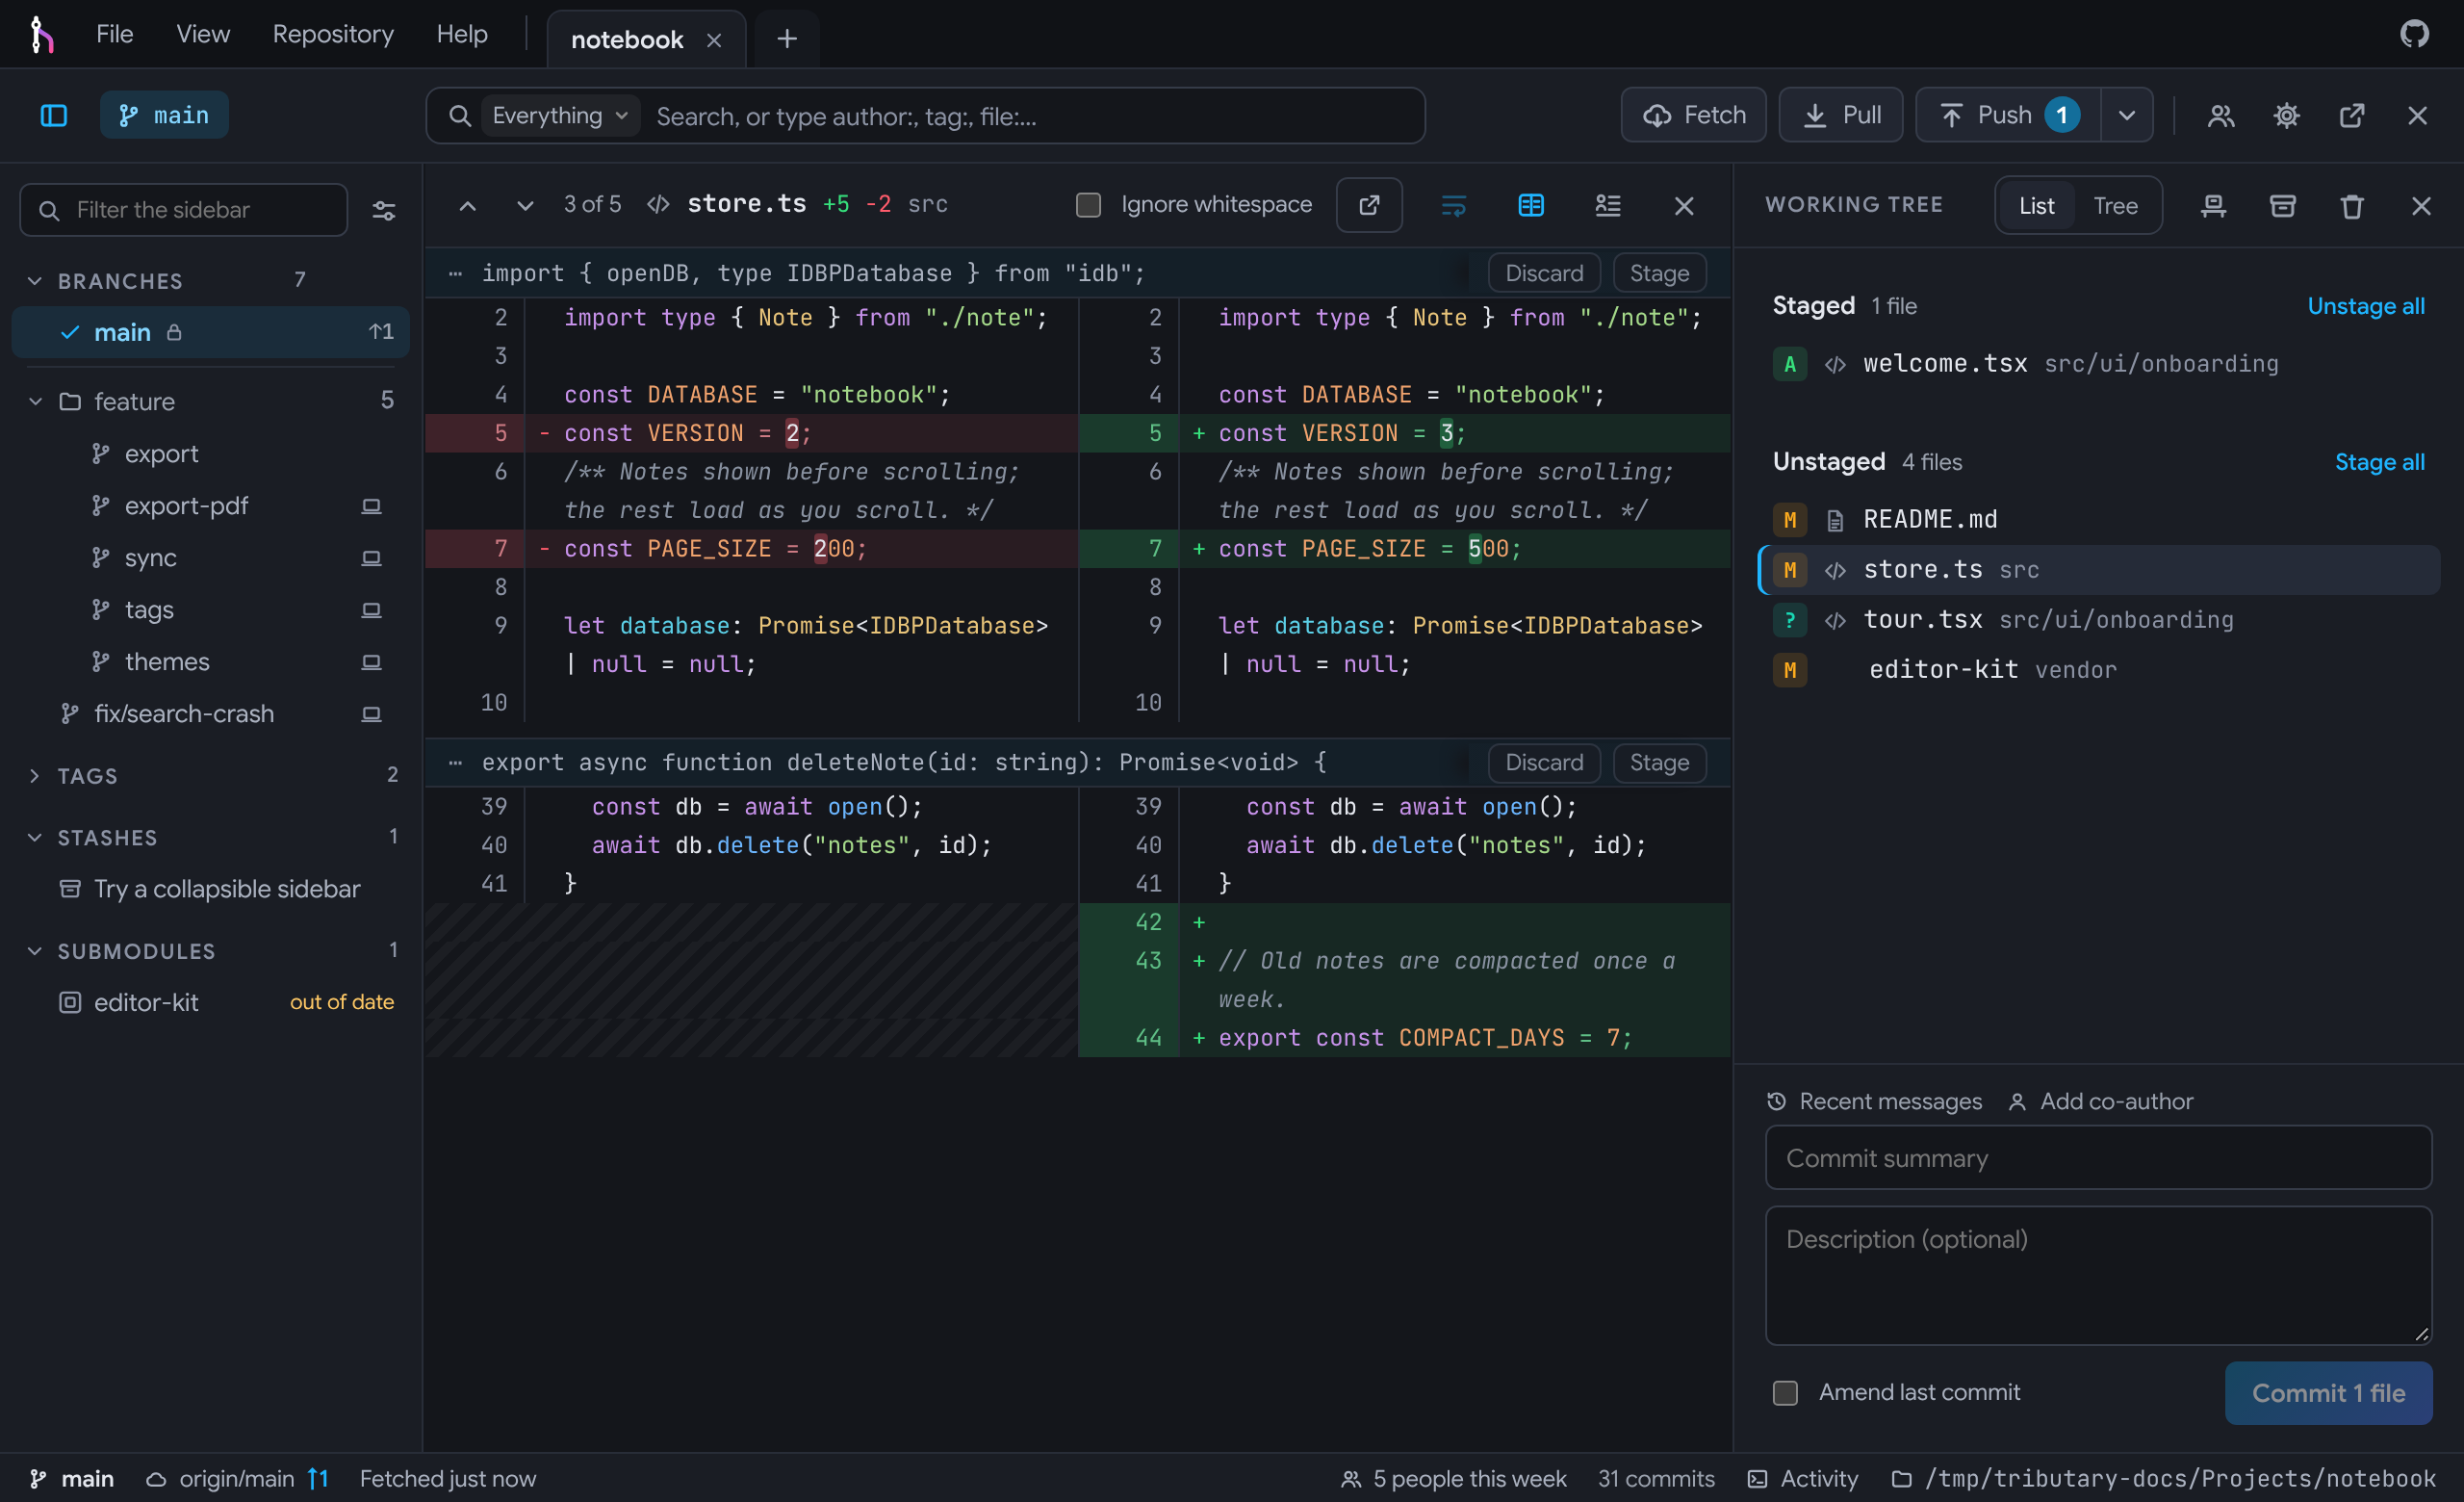 File View Repository Help notebook
main
Everything Search, or type author:, tag:, file:...
Fetch Pull Push 1
Filter the sidebar
BRANCHES 7
main ↑1
feature 5
export
export-pdf
sync
tags
themes
fix/search-crash
TAGS 2
STASHES 1
Try a collapsible sidebar
SUBMODULES 1
editor-kit out of date
3 of 5 store.ts +5 -2 src Ignore whitespace
⋯ import { openDB, type IDBPDatabase } from "idb"; Discard Stage
2 import type { Note } from "./note";
3
4 const DATABASE = "notebook";
5 - const VERSION = 2;
6 /** Notes shown before scrolling;
the rest load as you scroll. */
7 - const PAGE_SIZE = 200;
8
9 let database: Promise<IDBPDatabase>
| null = null;
10
2 import type { Note } from "./note";
3
4 const DATABASE = "notebook";
5 + const VERSION = 3;
6 /** Notes shown before scrolling;
the rest load as you scroll. */
7 + const PAGE_SIZE = 500;
8
9 let database: Promise<IDBPDatabase>
| null = null;
10
⋯ export async function deleteNote(id: string): Promise<void> { Discard Stage
39 const db = await open();
40 await db.delete("notes", id);
41 }
39 const db = await open();
40 await db.delete("notes", id);
41 }
42 +
43 + // Old notes are compacted once a
week.
44 + export const COMPACT_DAYS = 7;
WORKING TREE List Tree
Staged 1 file Unstage all
A welcome.tsx src/ui/onboarding
Unstaged 4 files Stage all
M README.md
M store.ts src
? tour.tsx src/ui/onboarding
M editor-kit vendor
Recent messages Add co-author
Commit summary
Description (optional)
Amend last commit Commit 1 file
main origin/main ↑1 Fetched just now
5 people this week 31 commits Activity /tmp/tributary-docs/Projects/notebook